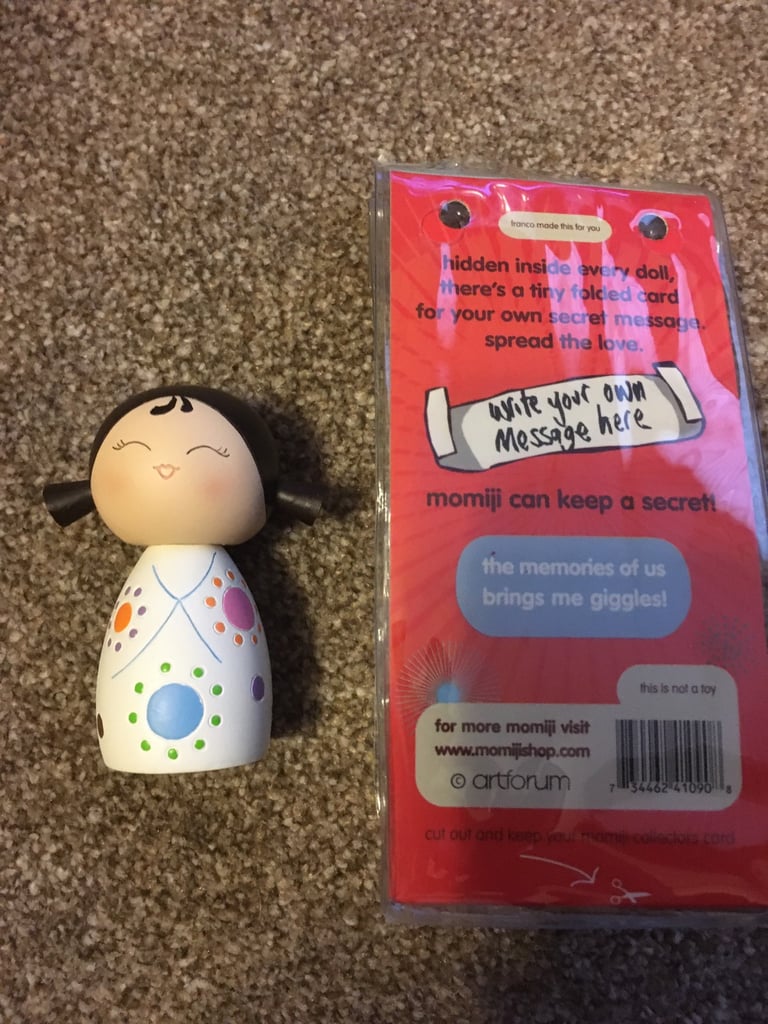 franco made this for you
hidden inside every doll,
there's a tiny folded card
for your own secret message.
spread the love.
write your own
message here
momiji can keep a secret!
the memories of us
brings me giggles!
this is not a toy
for more momiji visit
www.momijishop.com
© artforum
7 34462 41090 8
cut out and keep your momiji collectors card